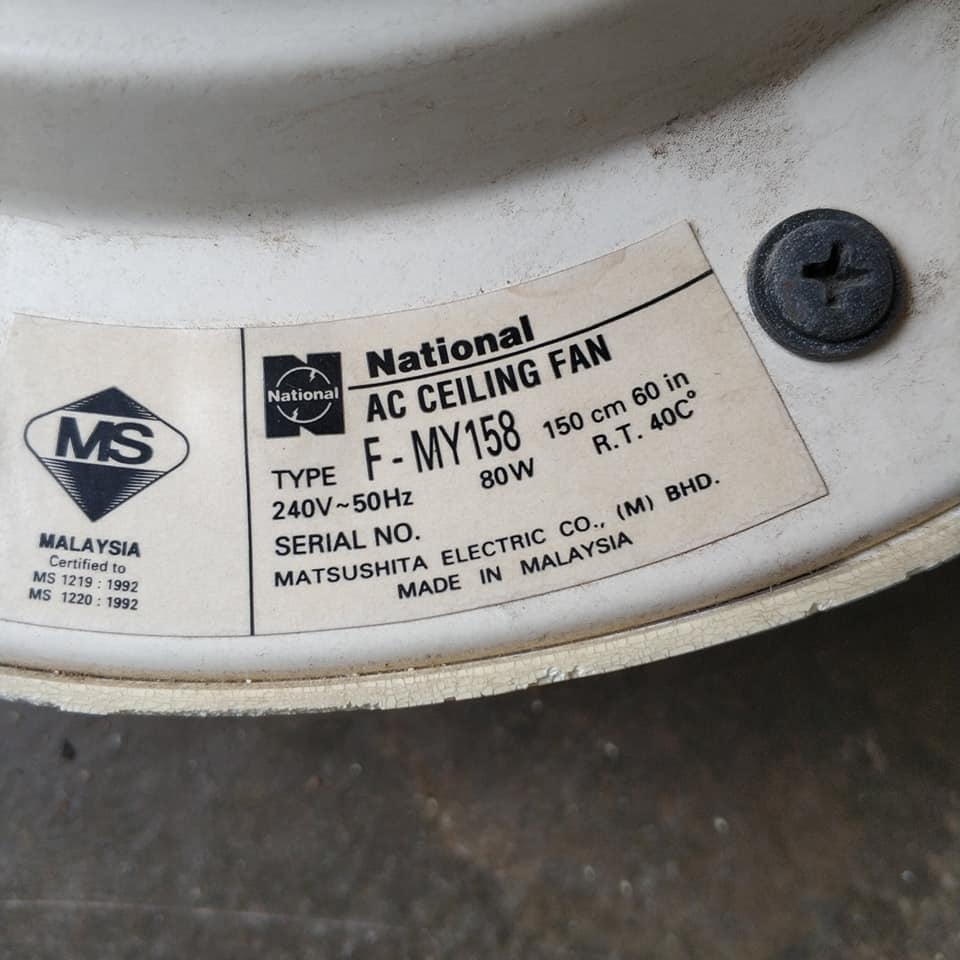 MS
MALAYSIA
Certified to
MS 1219 : 1992
MS 1220 : 1992
National
National
AC CEILING FAN
TYPE F - MY158 150 cm 60 in
240V~50Hz 80W R.T. 40C°
SERIAL NO.
MATSUSHITA ELECTRIC CO., (M) BHD.
MADE IN MALAYSIA